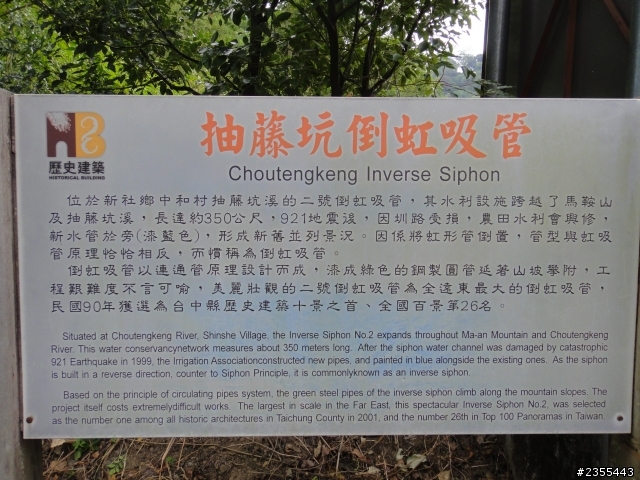 歷史建築
HISTORICAL BUILDING
抽藤坑倒虹吸管
Choutengkeng Inverse Siphon
位於新社鄉中和村抽藤坑溪的二號倒虹吸管，其水利設施跨越了馬鞍山
及抽藤坑溪，長達約350公尺，921地震後，因圳路受損，農田水利會興修，
新水管於旁(漆藍色)，形成新舊並列景況。因係將虹形管倒置，管型與虹吸
管原理恰恰相反，而慣稱為倒虹吸管。
倒虹吸管以連通管原理設計而成，漆成綠色的鋼製圓管延著山坡攀附，工
程艱難度不言可喻，美麗壯觀的二號倒虹吸管為全遠東最大的倒虹吸管，
民國90年獲選為台中縣歷史建築十景之首、全國百景第26名。
Situated at Choutengkeng River, Shinshe Village, the Inverse Siphon No.2 expands throughout Ma-an Mountain and Choutengkeng
River. This water conservancynetwork measures about 350 meters long. After the siphon water channel was damaged by catastrophic
921 Earthquake in 1999, the Irrigation Associationconstructed new pipes, and painted in blue alongside the existing ones. As the siphon
is built in a reverse direction, counter to Siphon Principle, it is commonlyknown as an inverse siphon.
Based on the principle of circulating pipes system, the green steel pipes of the inverse siphon climb along the mountain slopes. The
project itself costs extremelydifficult works. The largest in scale in the Far East, this spectacular Inverse Siphon No.2, was selected
as the number one among all historic architectures in Taichung County in 2001, and the number 26th in Top 100 Panoramas in Taiwan.
#2355443